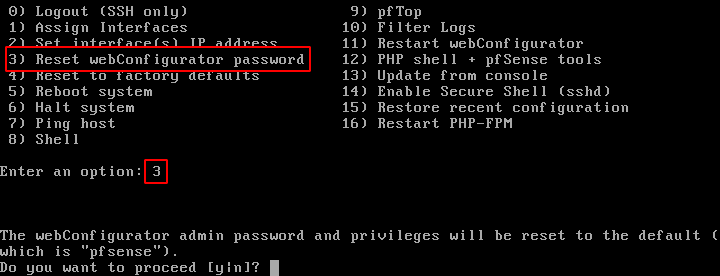 0) Logout (SSH only)                  9) pfTop
1) Assign Interfaces                 10) Filter Logs
2) Set interface(s) IP address       11) Restart webConfigurator
3) Reset webConfigurator password    12) PHP shell + pfSense tools
4) Reset to factory defaults         13) Update from console
5) Reboot system                     14) Enable Secure Shell (sshd)
6) Halt system                       15) Restore recent configuration
7) Ping host                         16) Restart PHP-FPM
8) Shell
Enter an option: 3
The webConfigurator admin password and privileges will be reset to the default (
which is "pfsense").
Do you want to proceed [y|n]?